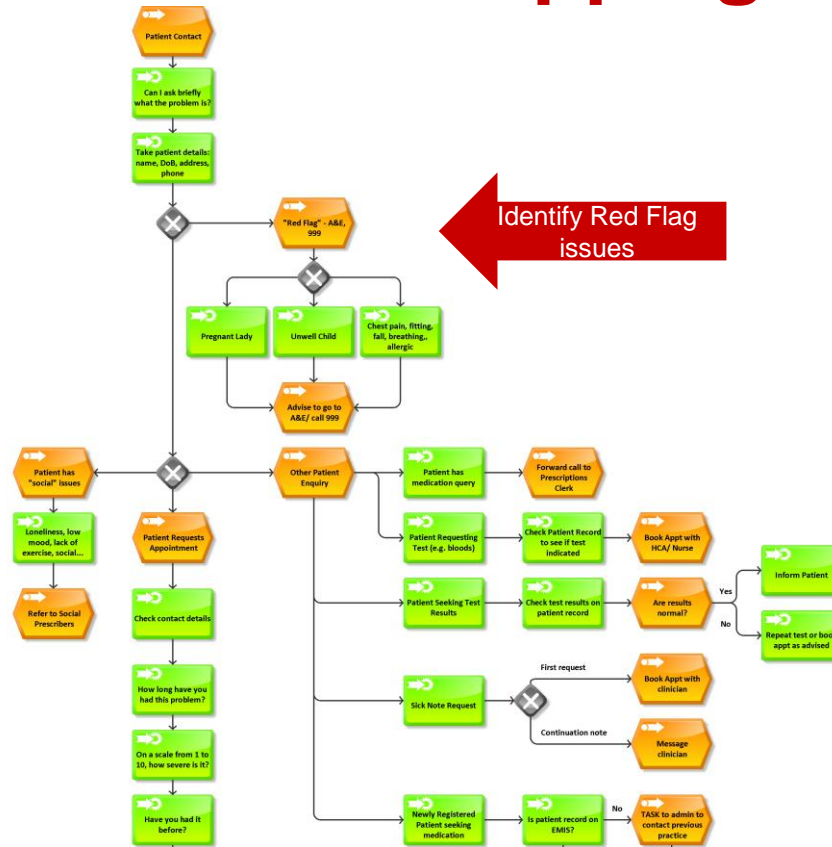 Patient Contact
Can I ask briefly
what the problem is?
Take patient details:
name, DoB, address,
phone
"Red Flag" - A&E,
999
Identify Red Flag
issues
Pregnant Lady
Unwell Child
Chest pain, fitting,
fall, breathing,,
allergic
Advise to go to
A&E/ call 999
Patient has
"social" issues
Other Patient
Enquiry
Patient has
medication query
Forward call to
Prescriptions
Clerk
Loneliness, low
mood, lack of
exercise, social...
Patient Requests
Appointment
Patient Requesting
Test (e.g. bloods)
Check Patient Record
to see if test
indicated
Book Appt with
HCA/ Nurse
Refer to Social
Prescribers
Check contact details
Patient Seeking Test
Results
Check test results on
patient record
Are results
normal?
Yes
No
Inform Patient
Repeat test or book
appt as advised
How long have you
had this problem?
Sick Note Request
First request
Continuation note
Book Appt with
clinician
Message
clinician
On a scale from 1 to
10, how severe is it?
Have you had it
before?
Newly Registered
Patient seeking
medication
Is patient record on
EMIS?
No
TASK to admin to
contact previous
practice